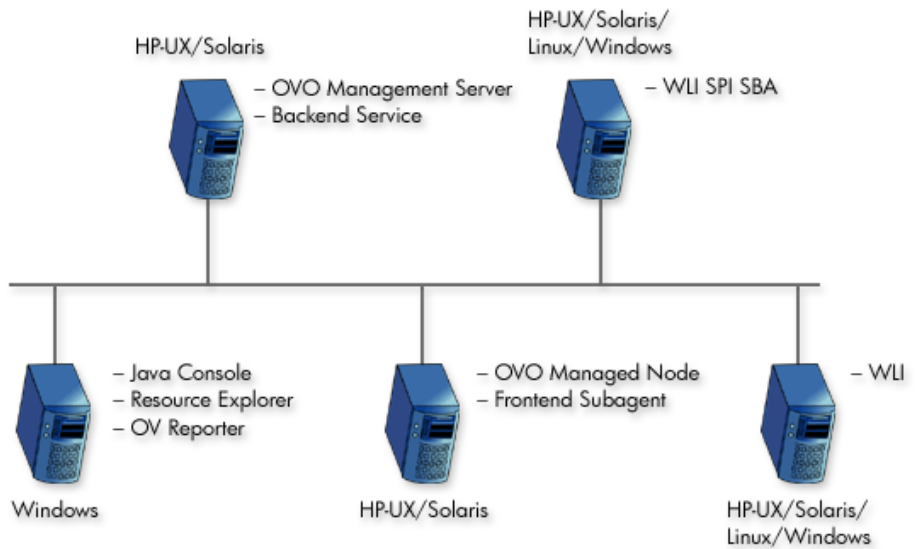 HP-UX/Solaris
– OVO Management Server
– Backend Service
HP-UX/Solaris/
Linux/Windows
– WLI SPI SBA
– Java Console
– Resource Explorer
– OV Reporter
Windows
– OVO Managed Node
– Frontend Subagent
HP-UX/Solaris
– WLI
HP-UX/Solaris/
Linux/Windows